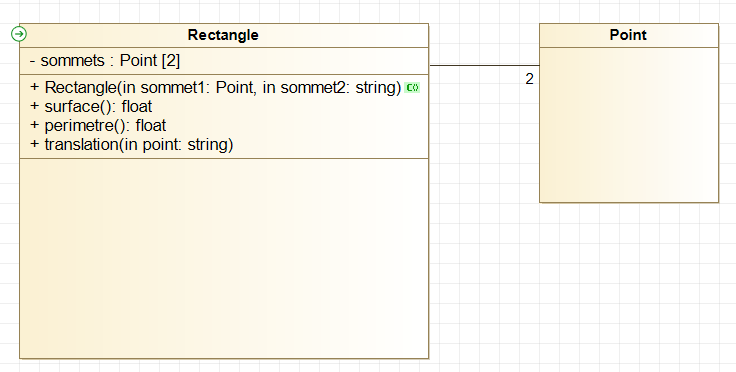 Rectangle
- sommets : Point [2]
+ Rectangle(in sommet1: Point, in sommet2: string)
+ surface(): float
+ perimetre(): float
+ translation(in point: string)
Point
2